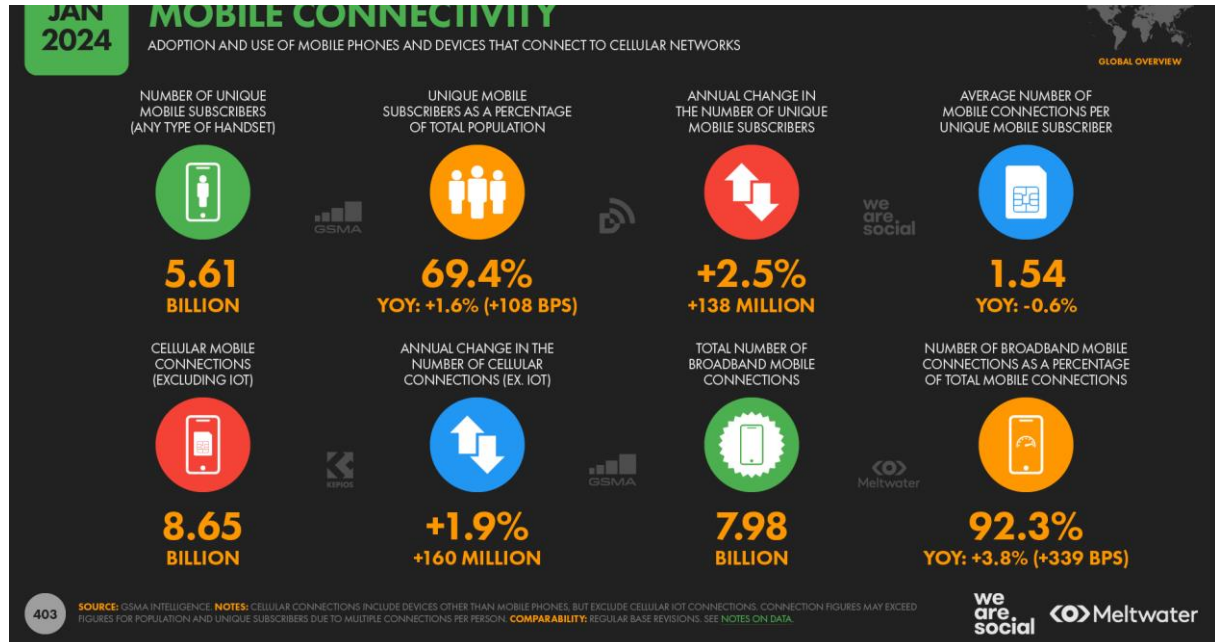 JAN
2024
MOBILE CONNECTIVITY
ADOPTION AND USE OF MOBILE PHONES AND DEVICES THAT CONNECT TO CELLULAR NETWORKS
GLOBAL OVERVIEW
NUMBER OF UNIQUE
MOBILE SUBSCRIBERS
(ANY TYPE OF HANDSET)
5.61
BILLION
UNIQUE MOBILE
SUBSCRIBERS AS A PERCENTAGE
OF TOTAL POPULATION
69.4%
YOY: +1.6% (+108 BPS)
ANNUAL CHANGE IN
THE NUMBER OF UNIQUE
MOBILE SUBSCRIBERS
+2.5%
+138 MILLION
AVERAGE NUMBER OF
MOBILE CONNECTIONS PER
UNIQUE MOBILE SUBSCRIBER
1.54
YOY: -0.6%
GSMA
we
are.
social
CELLULAR MOBILE
CONNECTIONS
(EXCLUDING IOT)
8.65
BILLION
ANNUAL CHANGE IN THE
NUMBER OF CELLULAR
CONNECTIONS (EX. IOT)
+1.9%
+160 MILLION
TOTAL NUMBER OF
BROADBAND MOBILE
CONNECTIONS
7.98
BILLION
NUMBER OF BROADBAND MOBILE
CONNECTIONS AS A PERCENTAGE
OF TOTAL MOBILE CONNECTIONS
92.3%
YOY: +3.8% (+339 BPS)
KEPIOS
GSMA
Meltwater
403
SOURCE: GSMA INTELLIGENCE. NOTES: CELLULAR CONNECTIONS INCLUDE DEVICES OTHER THAN MOBILE PHONES, BUT EXCLUDE CELLULAR IOT CONNECTIONS. CONNECTION FIGURES MAY EXCEED
FIGURES FOR POPULATION AND UNIQUE SUBSCRIBERS DUE TO MULTIPLE CONNECTIONS PER PERSON. COMPARABILITY: REGULAR BASE REVISIONS. SEE NOTES ON DATA.
we
are.
social
Meltwater